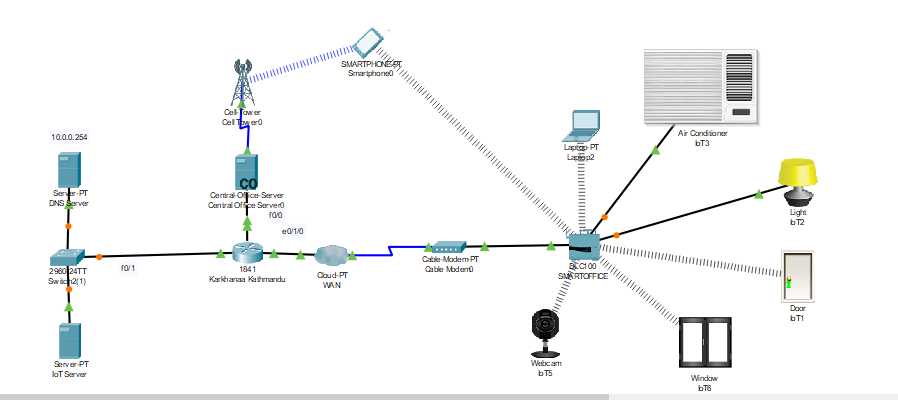 SMARTPHONE-PT
Smartphone0
Cell-Tower
Cell Tower0
10.0.0.254
Server-PT
DNS Server
Central-Office-Server
Central Office Server0
f0/0
e0/1/0
1841
Karkhanaa Kathmandu
f0/1
2960-24TT
Switch2(1)
Server-PT
IoT Server
Cloud-PT
WAN
Cable-Modem-PT
Cable Modem0
Laptop-PT
Laptop2
Air Conditioner
IoT3
Light
IoT2
DLC100
SMARTOFFICE
Door
IoT1
Webcam
IoT5
Window
IoT6
CO